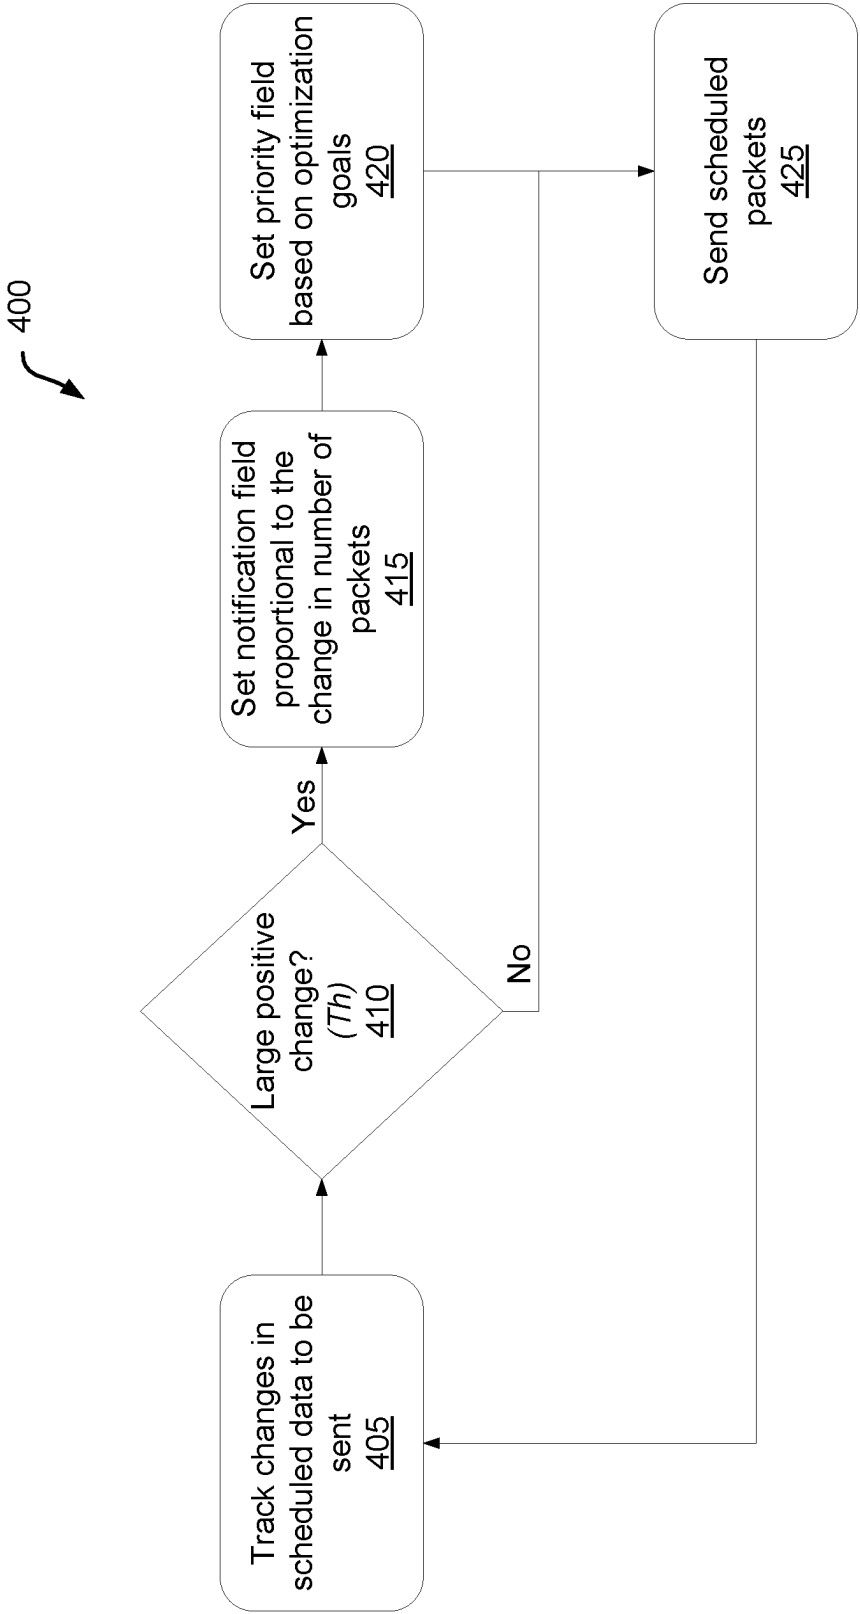 400
Track changes in
scheduled data to be
sent
405
Large positive
change?
(Th)
410
Yes
No
Set notification field
proportional to the
change in number of
packets
415
Set priority field
based on optimization
goals
420
Send scheduled
packets
425